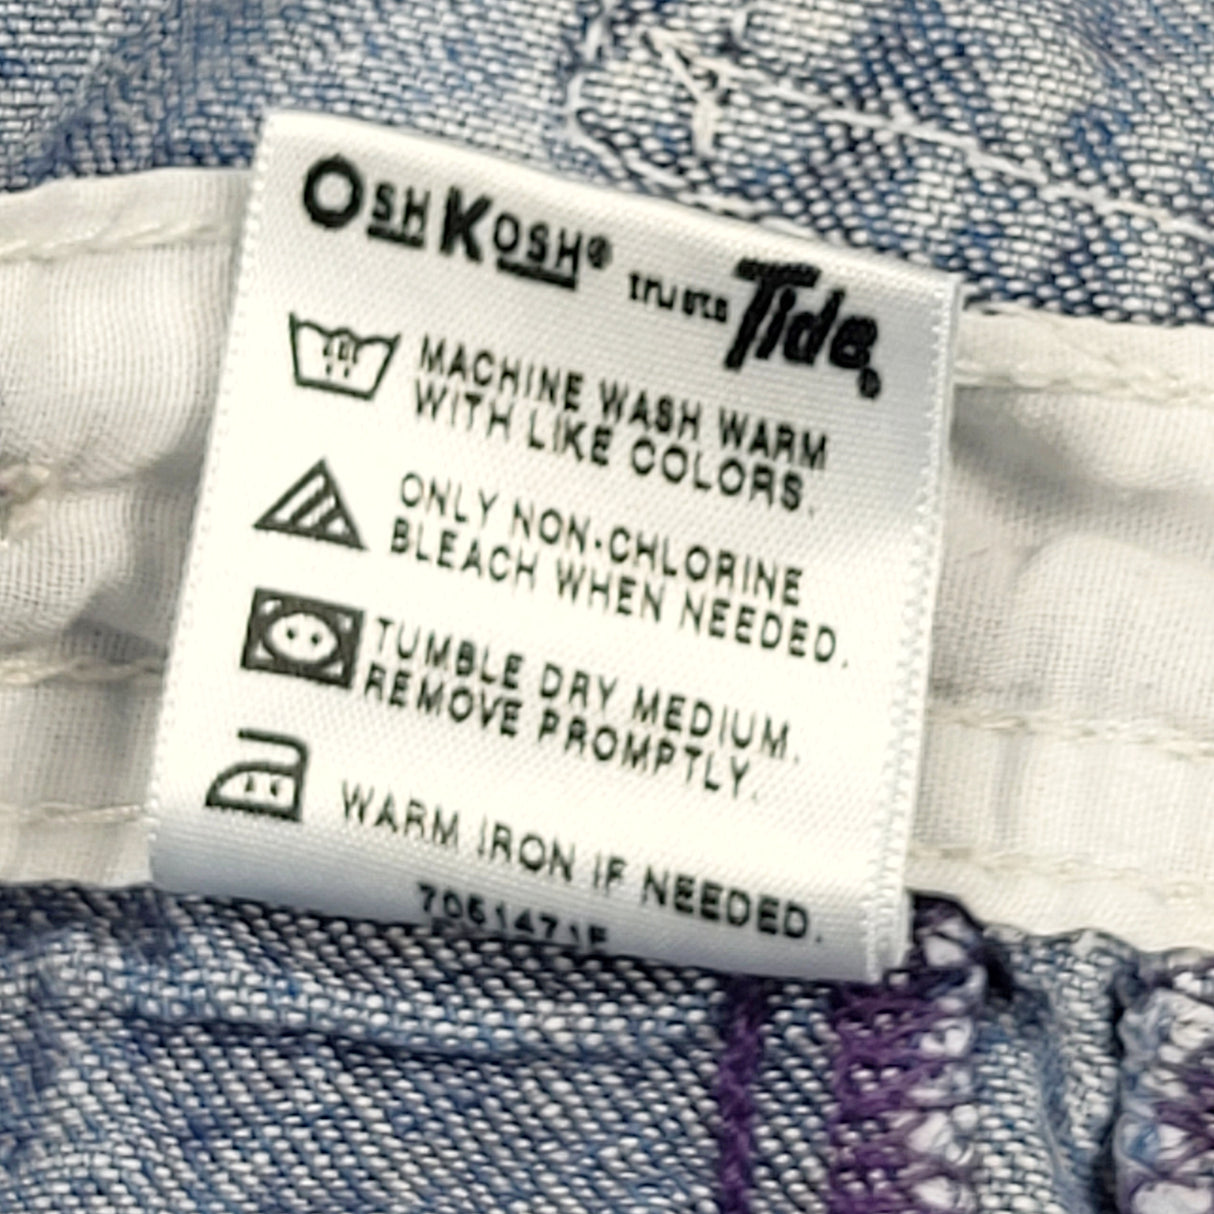 OSHKOSH® trusts Tide®
MACHINE WASH WARM
WITH LIKE COLORS.
ONLY NON-CHLORINE
BLEACH WHEN NEEDED.
TUMBLE DRY MEDIUM.
REMOVE PROMPTLY.
WARM IRON IF NEEDED.